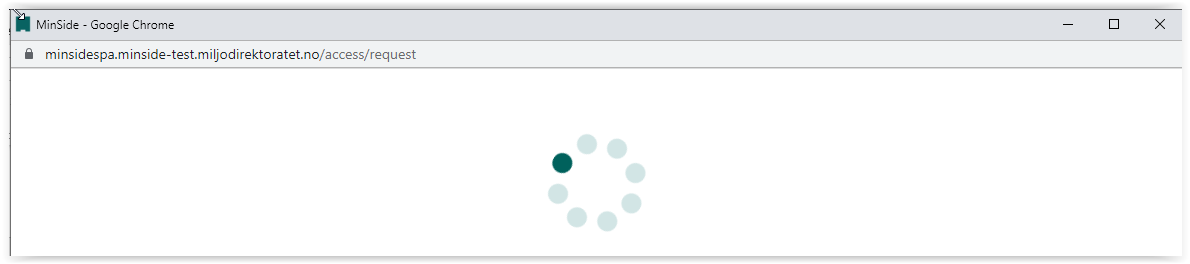 MinSide - Google Chrome
minsidespa.minside-test.miljodirektoratet.no/access/request